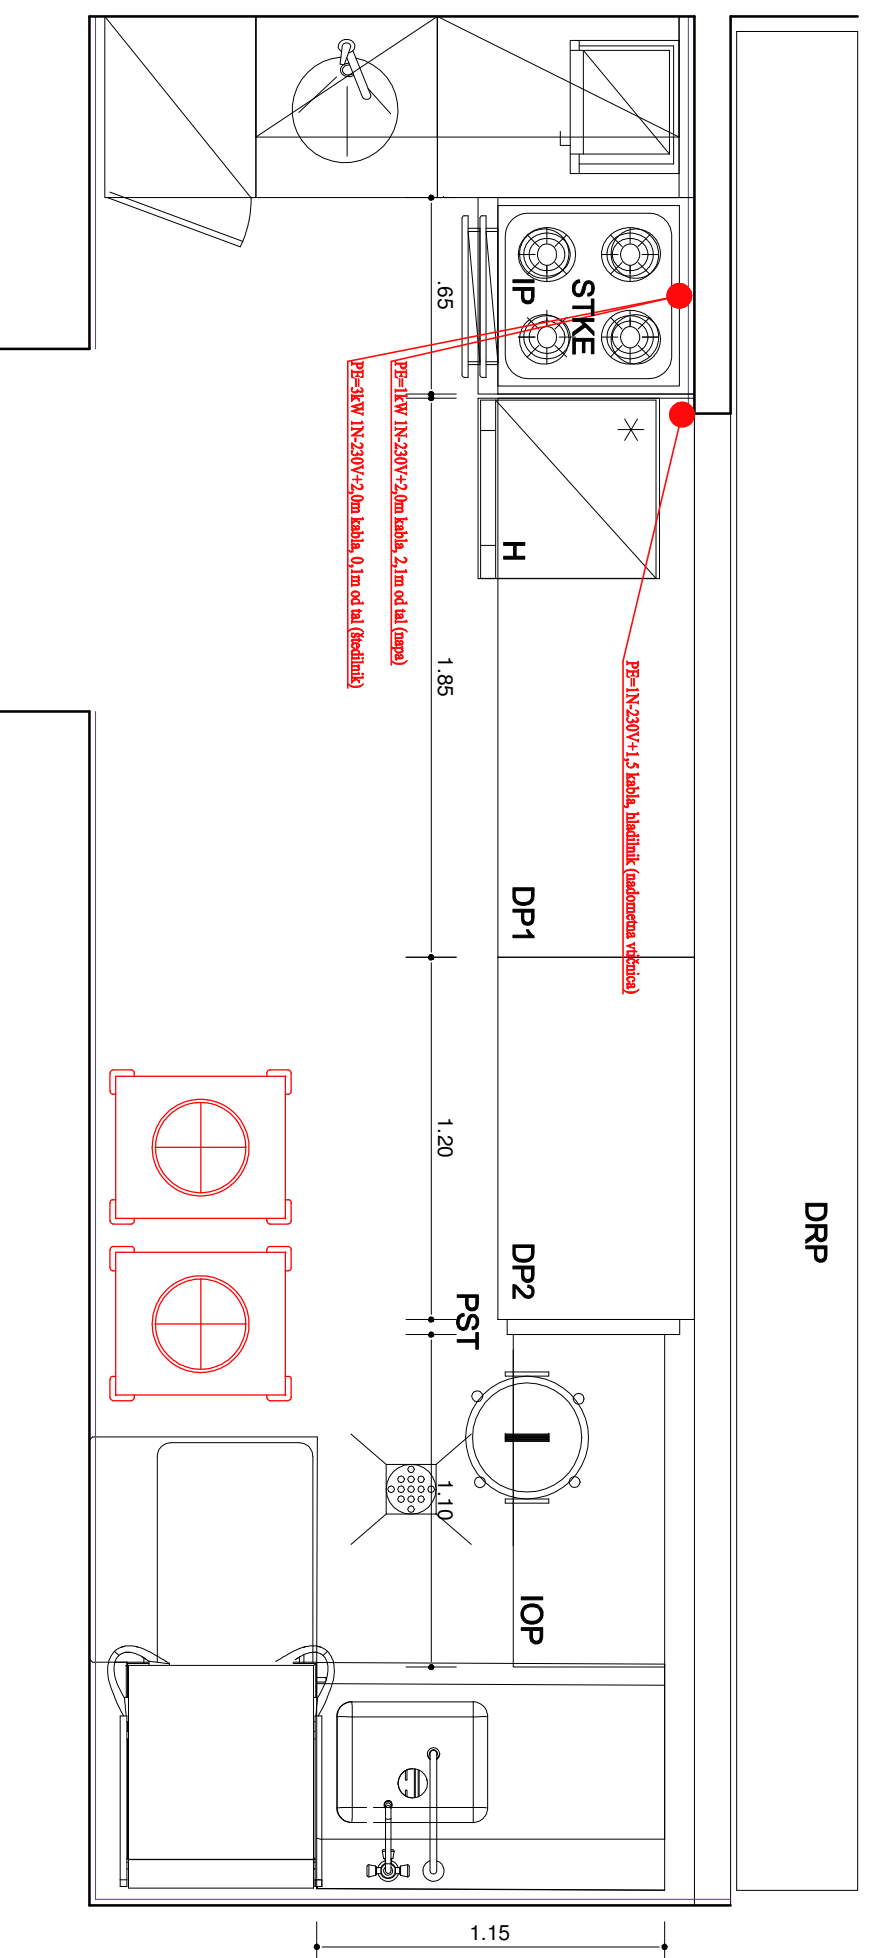 .65
IP
STKE
PE=3kW 1N-230V+2,0m kabla, 0,1m od tal (štedilnik)
PE=1kW 1N-230V+2,0m kabla, 2,1m od tal (napa)
H
1.85
PE=1N-230V+1,5 kabla, hladilnik (nadometna vtičnica)
DP1
1.20
DRP
DP2
PST
1.10
IOP
1.15